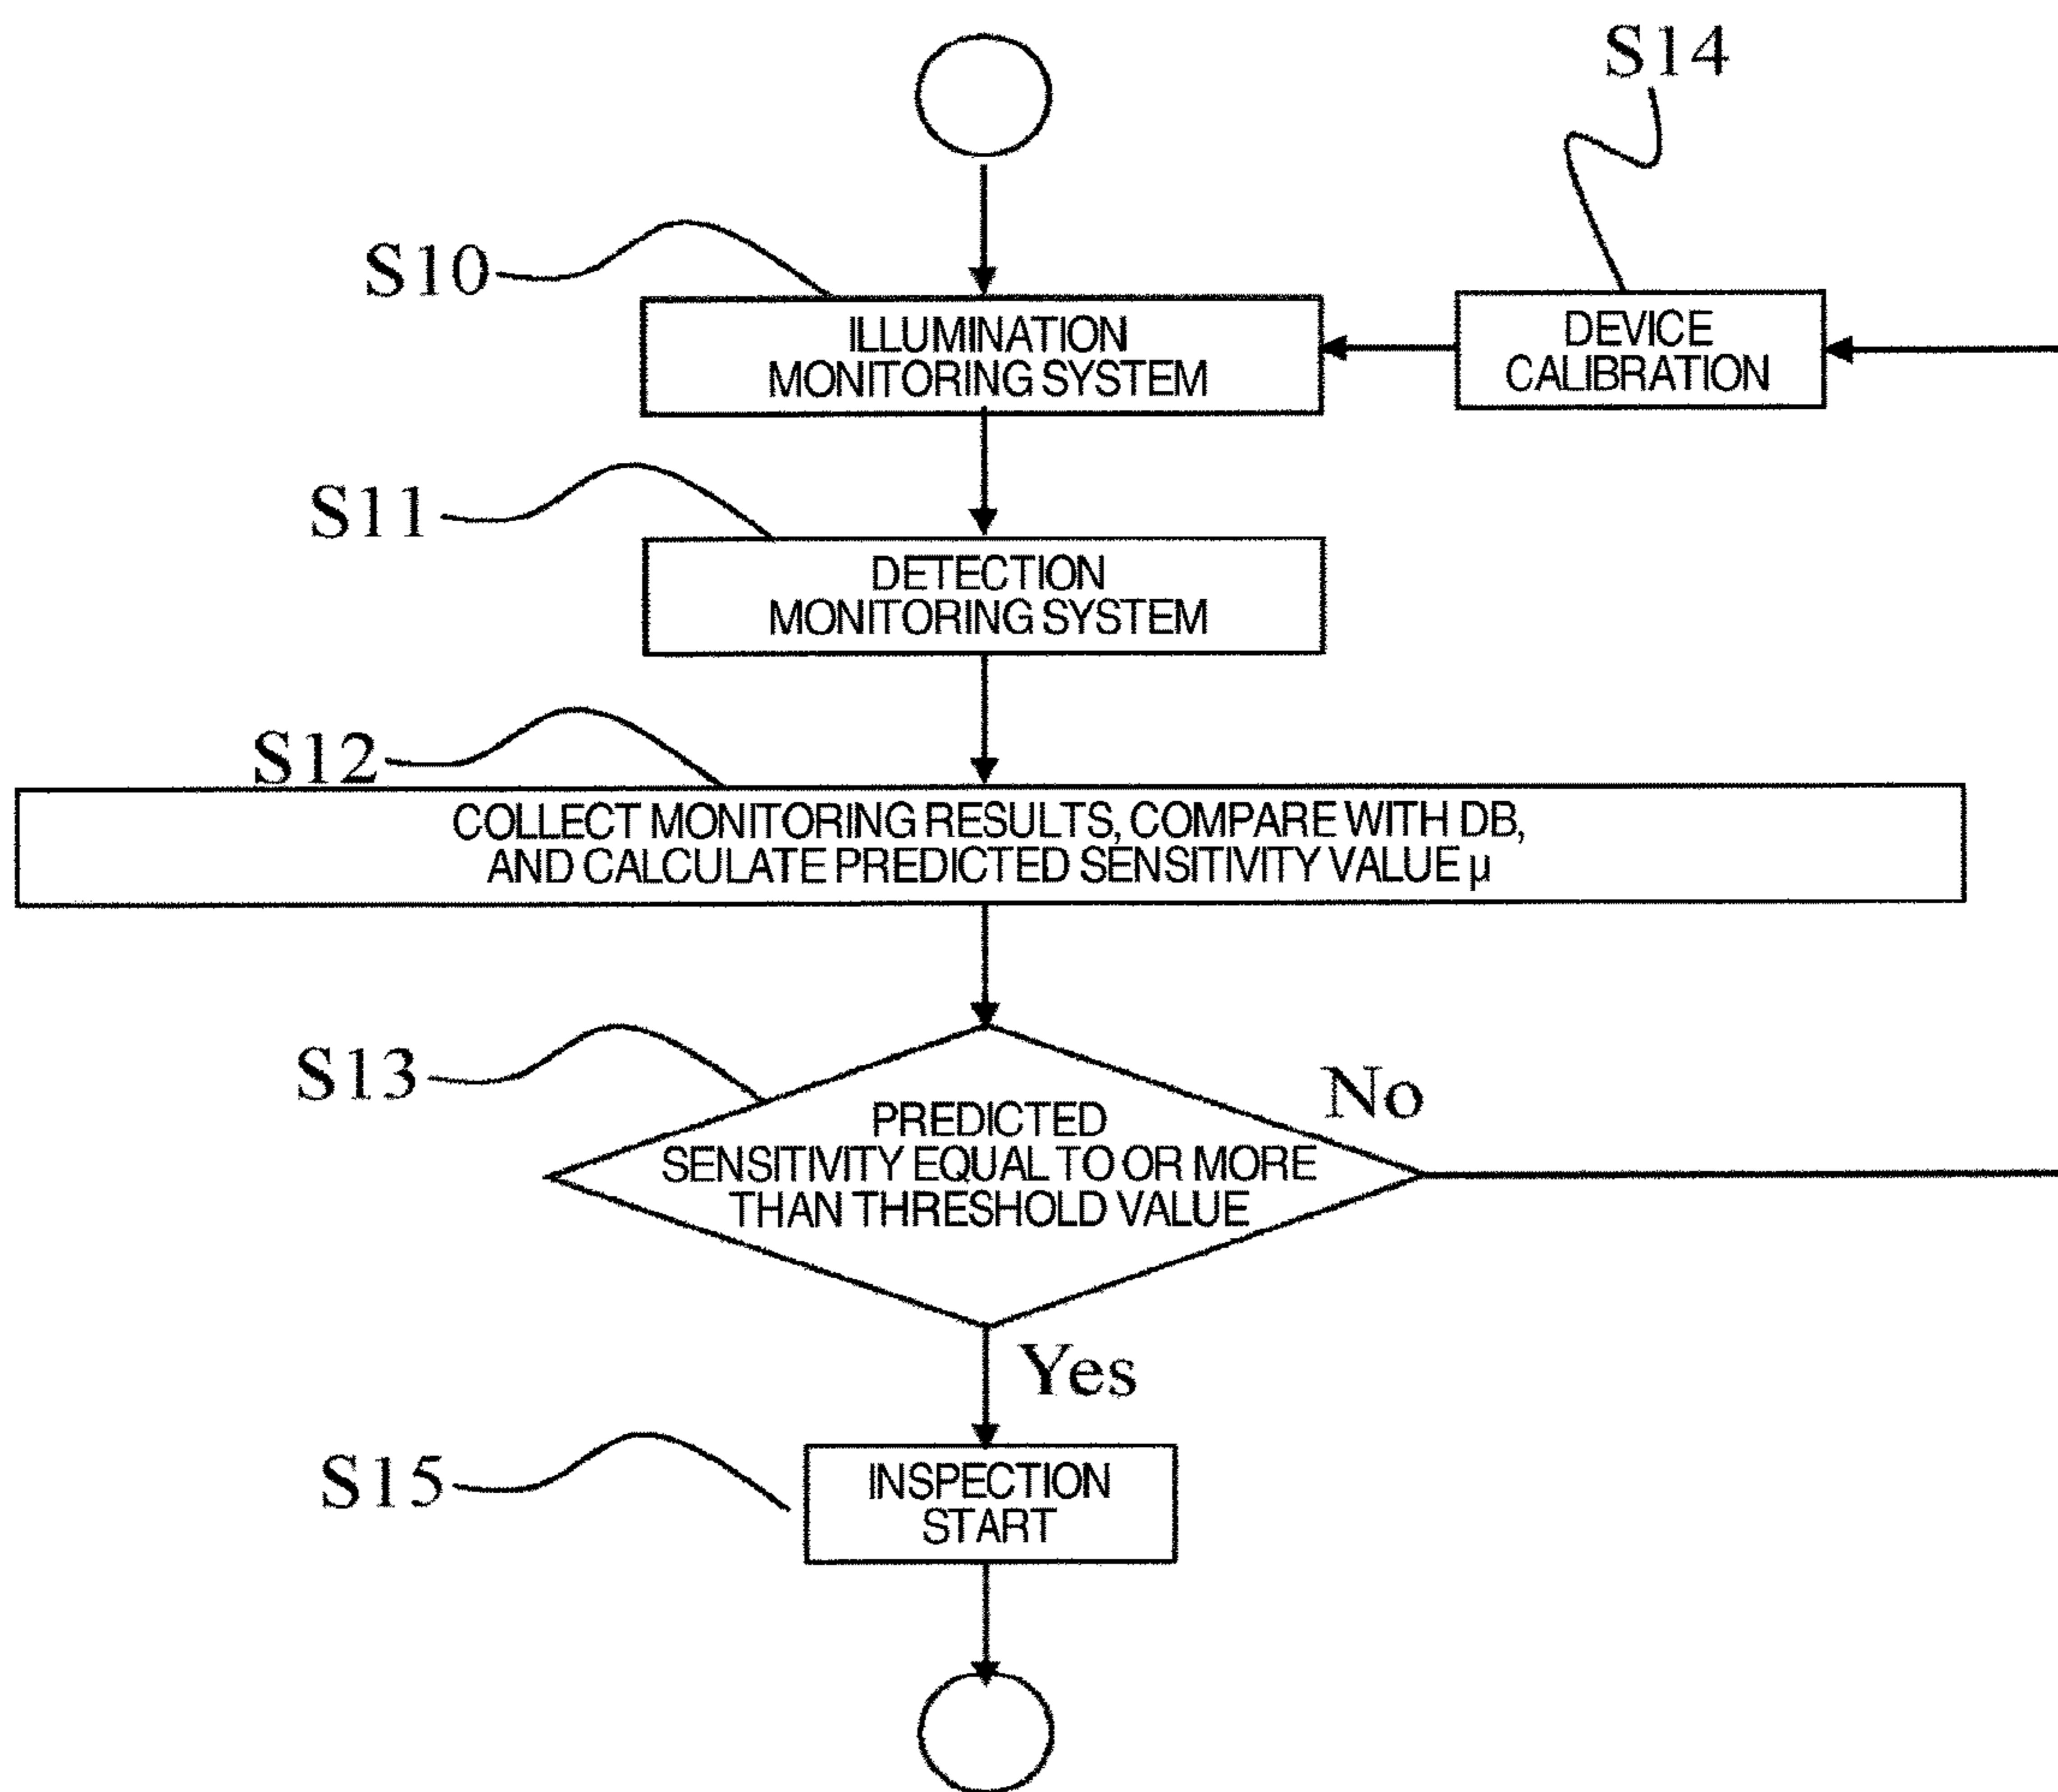 S14
S10
ILLUMINATION
MONITORING SYSTEM
DEVICE
CALIBRATION
S11
DETECTION
MONITORING SYSTEM
S12
COLLECT MONITORING RESULTS, COMPARE WITH DB,
AND CALCULATE PREDICTED SENSITIVITY VALUE μ
S13
PREDICTED
SENSITIVITY EQUAL TO OR MORE
THAN THRESHOLD VALUE
No
Yes
S15
INSPECTION
START